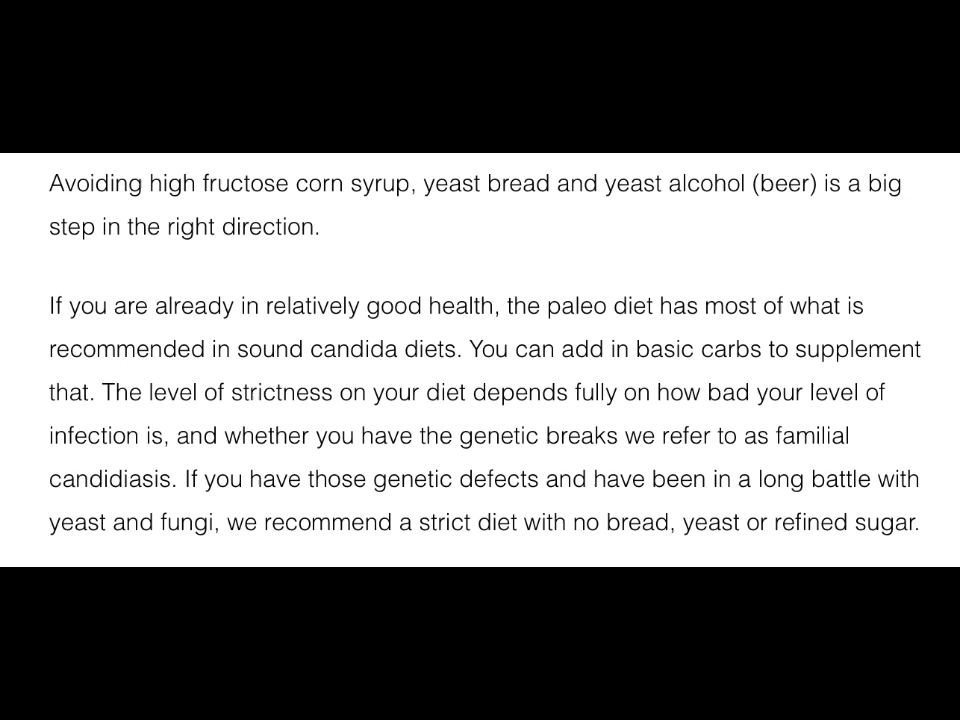 Avoiding high fructose corn syrup, yeast bread and yeast alcohol (beer) is a big
step in the right direction.
If you are already in relatively good health, the paleo diet has most of what is
recommended in sound candida diets. You can add in basic carbs to supplement
that. The level of strictness on your diet depends fully on how bad your level of
infection is, and whether you have the genetic breaks we refer to as familial
candidiasis. If you have those genetic defects and have been in a long battle with
yeast and fungi, we recommend a strict diet with no bread, yeast or refined sugar.